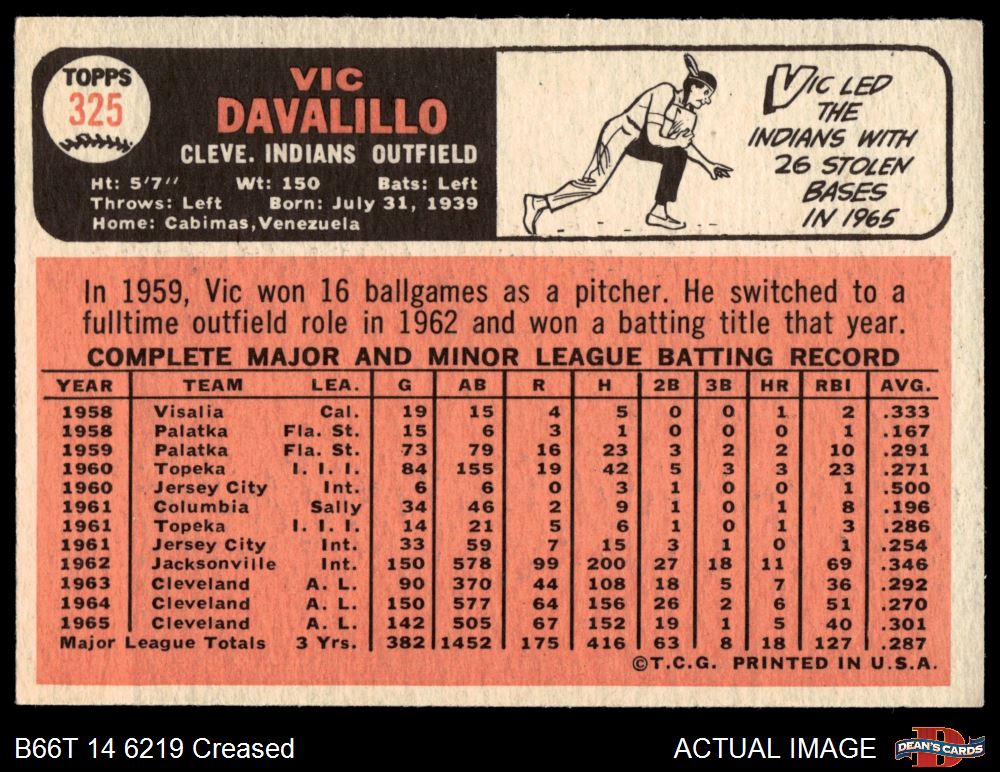 TOPPS
325
VIC
DAVALILLO
CLEVE. INDIANS OUTFIELD
Ht: 5'7'' Wt: 150 Bats: Left
Throws: Left Born: July 31, 1939
Home: Cabimas, Venezuela
VIC LED
THE
INDIANS WITH
26 STOLEN
BASES
IN 1965
In 1959, Vic won 16 ballgames as a pitcher. He switched to a
fulltime outfield role in 1962 and won a batting title that year.
COMPLETE MAJOR AND MINOR LEAGUE BATTING RECORD
YEAR TEAM LEA. G AB R H 2B 3B HR RBI AVG.
1958 Visalia Cal. 19 15 4 5 0 0 1 2 .333
1958 Palatka Fla. St. 15 6 3 1 0 0 0 1 .167
1959 Palatka Fla. St. 73 79 16 23 3 2 2 10 .291
1960 Topeka I. I. I. 84 155 19 42 5 3 3 23 .271
1960 Jersey City Int. 6 6 0 3 1 0 0 1 .500
1961 Columbia Sally 34 46 2 9 1 0 1 8 .196
1961 Topeka I. I. I. 14 21 5 6 1 0 1 3 .286
1961 Jersey City Int. 33 59 7 15 3 1 0 1 .254
1962 Jacksonville Int. 150 578 99 200 27 18 11 69 .346
1963 Cleveland A. L. 90 370 44 108 18 5 7 36 .292
1964 Cleveland A. L. 150 577 64 156 26 2 6 51 .270
1965 Cleveland A. L. 142 505 67 152 19 1 5 40 .301
Major League Totals 3 Yrs. 382 1452 175 416 63 8 18 127 .287
©T.C.G. PRINTED IN U.S.A.
B66T 14 6219 Creased
ACTUAL IMAGE
DEAN'S CARDS